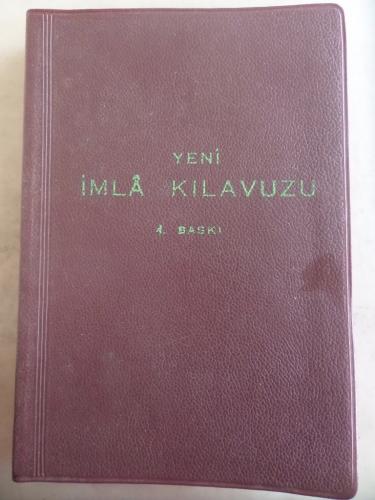 YENİ
İMLÂ KILAVUZU
4. BASKI